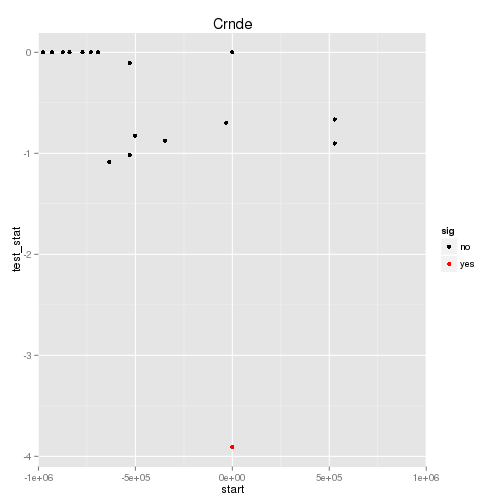 Crnde
test_stat
0
-1
-2
-3
-4
-1e+06
-5e+05
0e+00
5e+05
1e+06
start
sig
no
yes